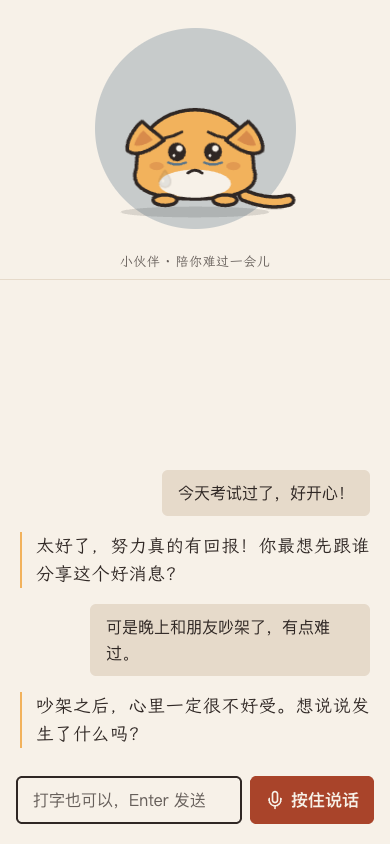 小伙伴·陪你难过一会儿
今天考试过了，好开心！
太好了，努力真的有回报！你最想先跟谁
分享这个好消息？
可是晚上和朋友吵架了，有点难
过。
吵架之后，心里一定很不好受。想说说发
生了什么吗？
打字也可以，Enter 发送
按住说话